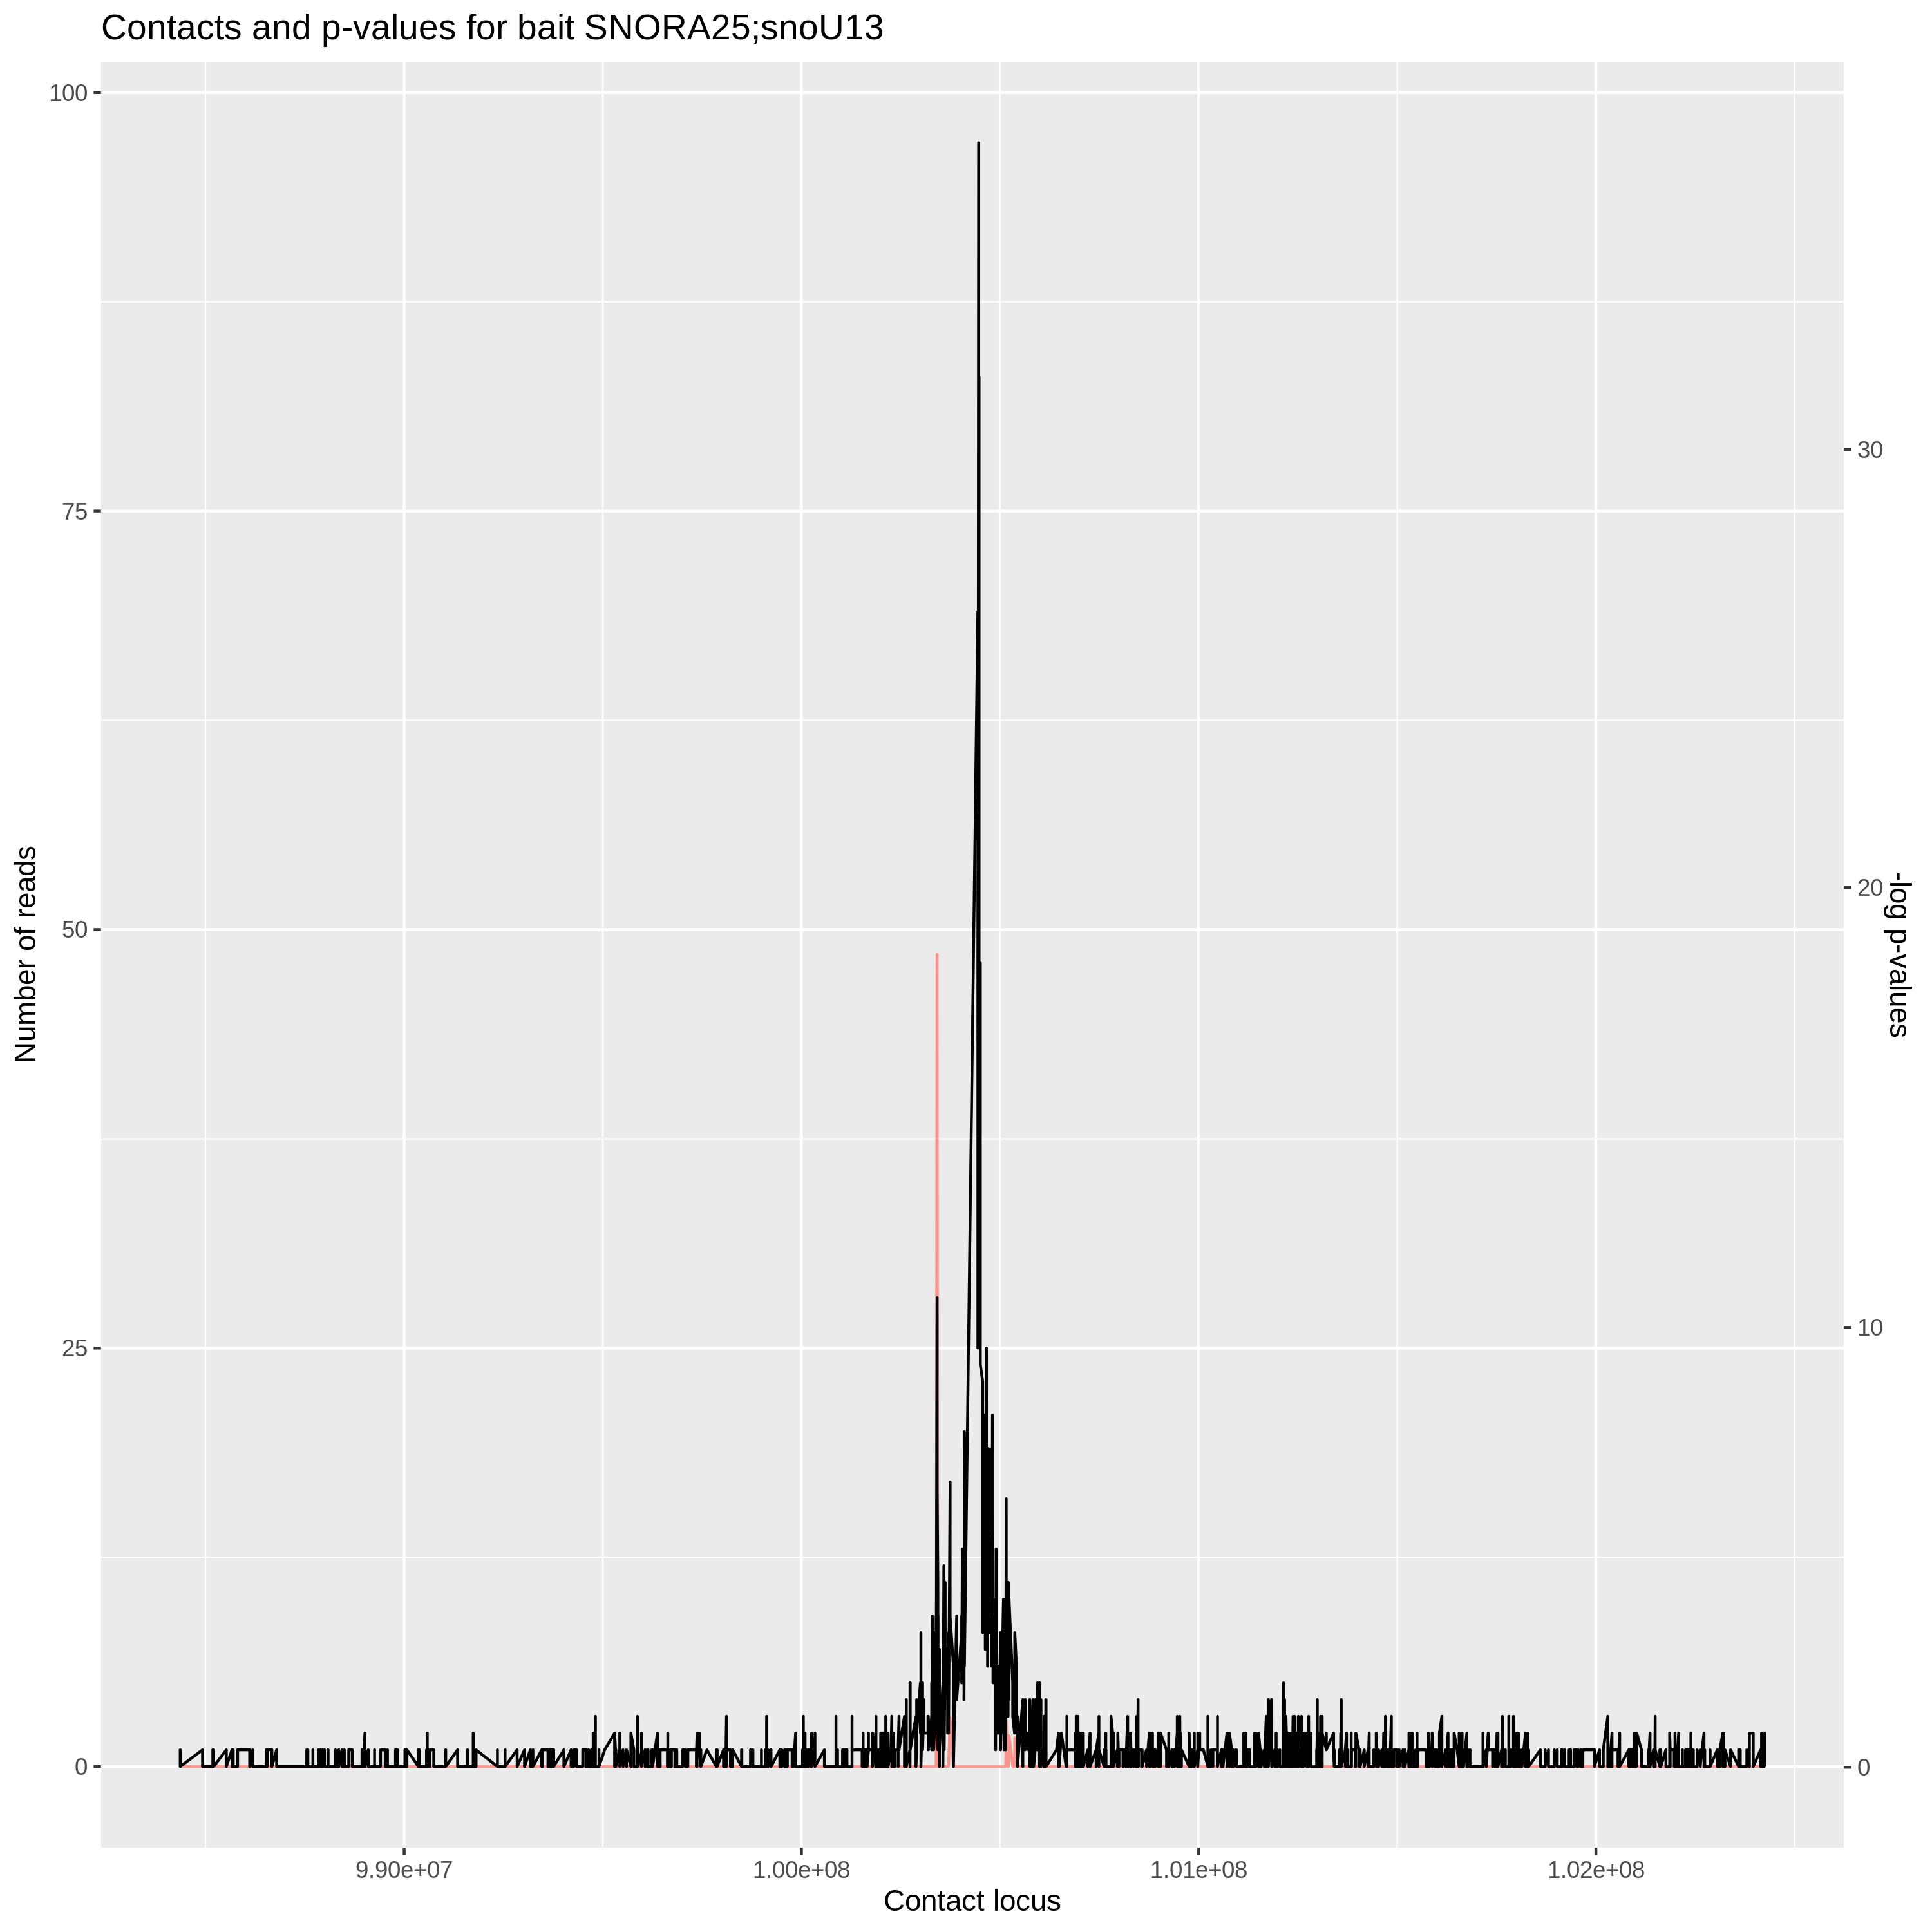 Contacts and p-values for bait SNORA25;snoU13
100
75
50
25
0
Number of reads
30
20
10
0
-log p-values
9.90e+07 1.00e+08 1.01e+08 1.02e+08
Contact locus